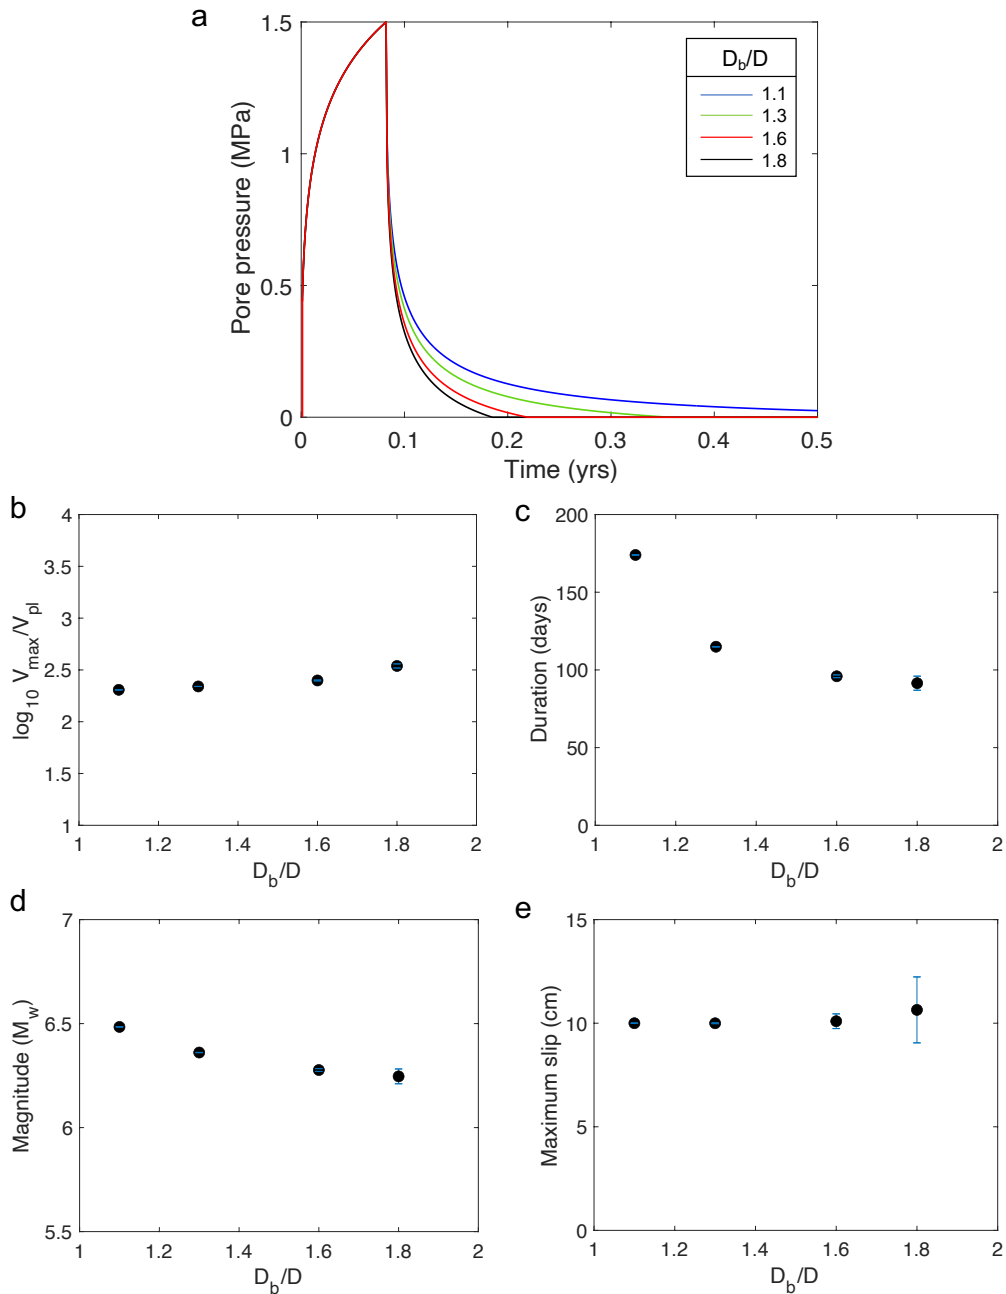 a
Pore pressure (MPa)
1.5
1
0.5
0
0 0.1 0.2 0.3 0.4 0.5
Time (yrs)
D_b/D
1.1
1.3
1.6
1.8
b
log_10 V_max/V_pl
4
3.5
3
2.5
2
1.5
1
1 1.2 1.4 1.6 1.8 2
D_b/D
c
Duration (days)
200
150
100
50
0
1 1.2 1.4 1.6 1.8 2
D_b/D
d
Magnitude (M_w)
7
6.5
6
5.5
1 1.2 1.4 1.6 1.8 2
D_b/D
e
Maximum slip (cm)
15
10
5
0
1 1.2 1.4 1.6 1.8 2
D_b/D